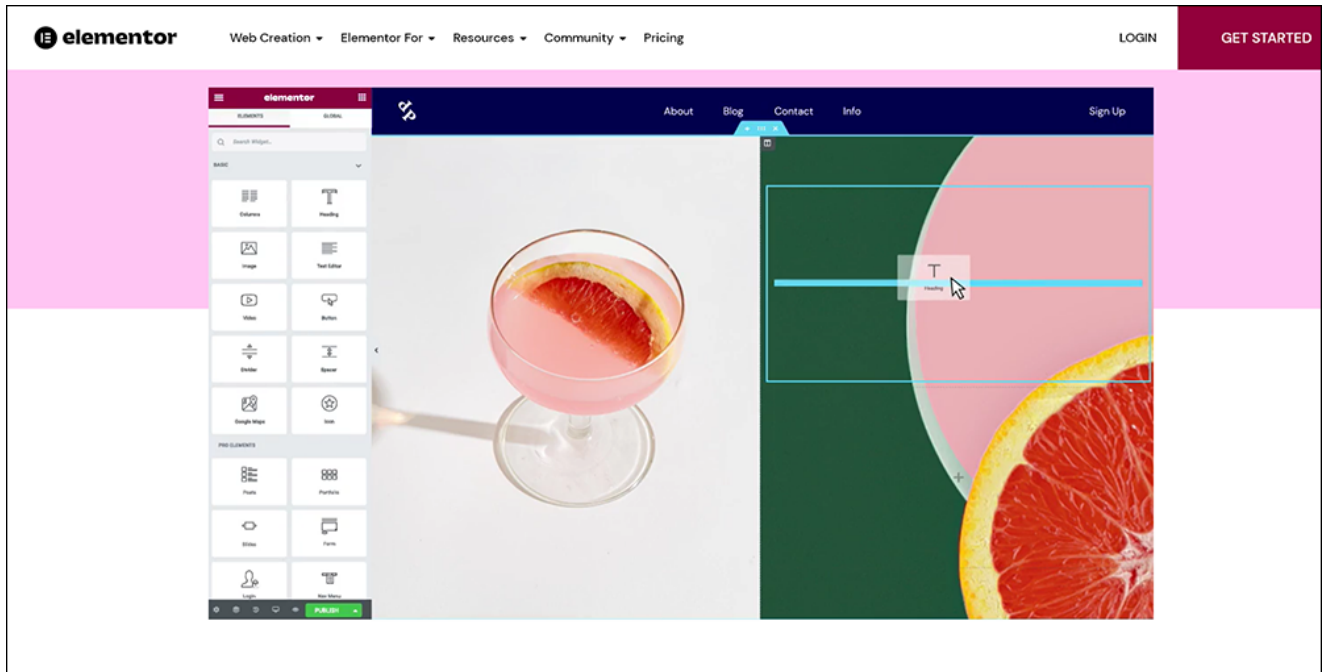 elementor
Web Creation
Elementor For
Resources
Community
Pricing
LOGIN
GET STARTED
elementor
ELEMENTS
GLOBAL
Search Widget...
BASIC
Columns
Heading
Image
Text Editor
Video
Button
Divider
Spacer
Google Maps
Icon
PRO ELEMENTS
Posts
Portfolio
Slides
Form
Login
Nav Menu
PUBLISH
About
Blog
Contact
Info
Sign Up
Heading